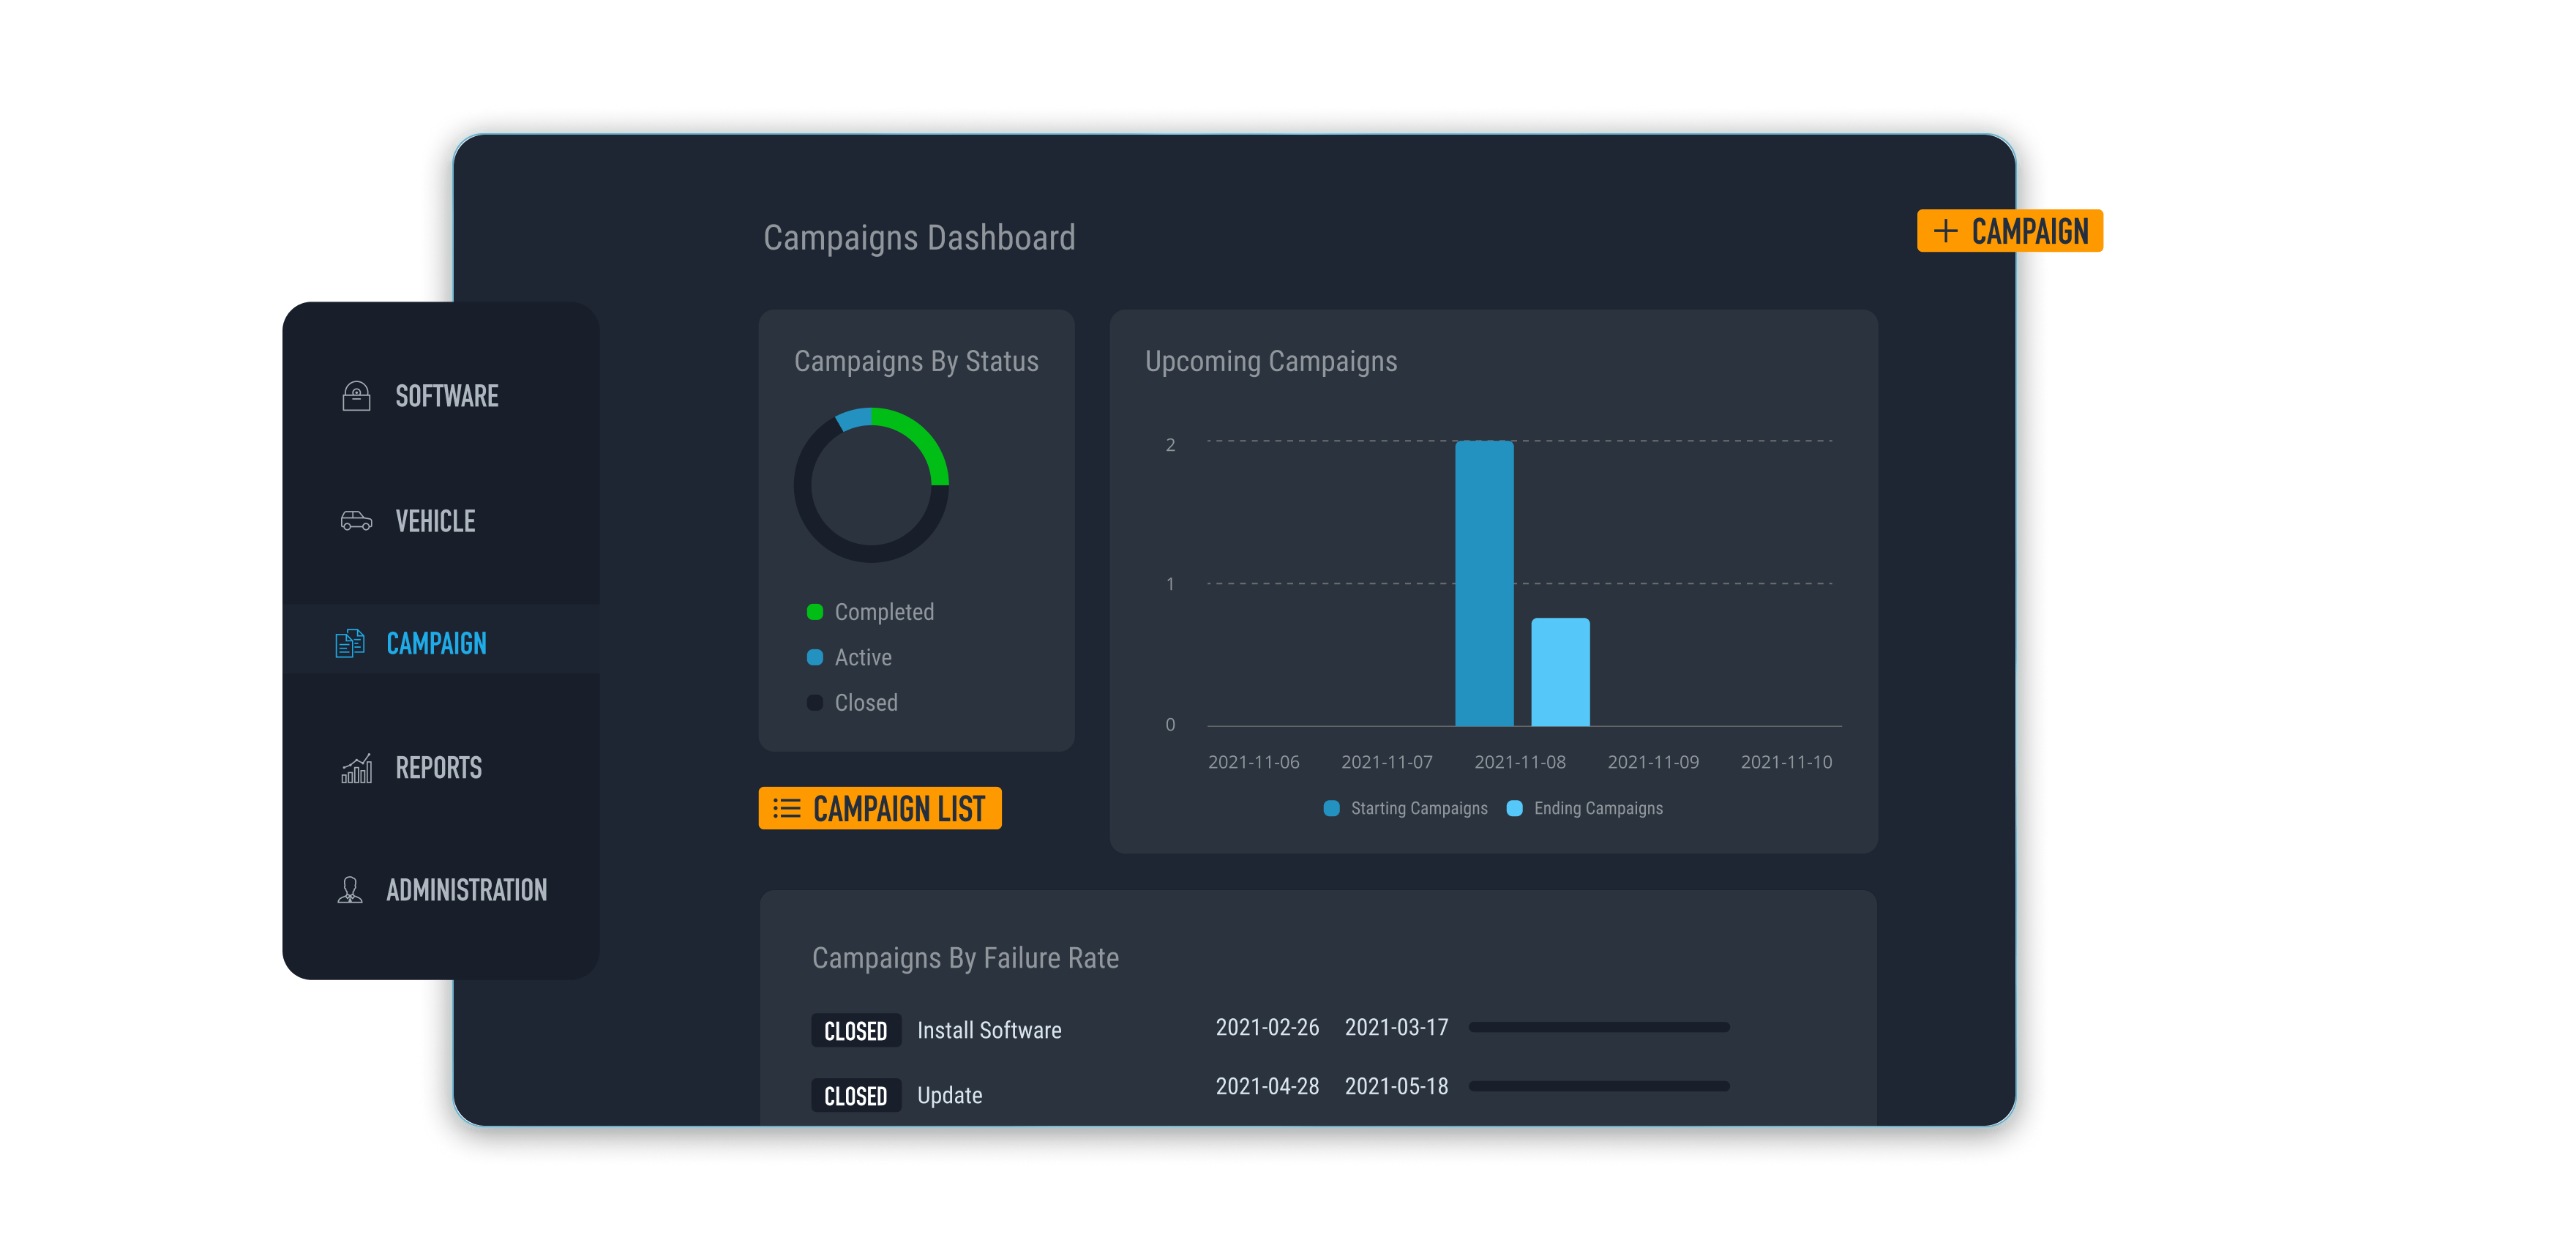 Campaigns Dashboard
+ CAMPAIGN
SOFTWARE
VEHICLE
CAMPAIGN
REPORTS
ADMINISTRATION
Campaigns By Status
Completed
Active
Closed
CAMPAIGN LIST
Upcoming Campaigns
2
1
0
2021-11-06 2021-11-07 2021-11-08 2021-11-09 2021-11-10
Starting Campaigns Ending Campaigns
Campaigns By Failure Rate
CLOSED Install Software 2021-02-26 2021-03-17
CLOSED Update 2021-04-28 2021-05-18